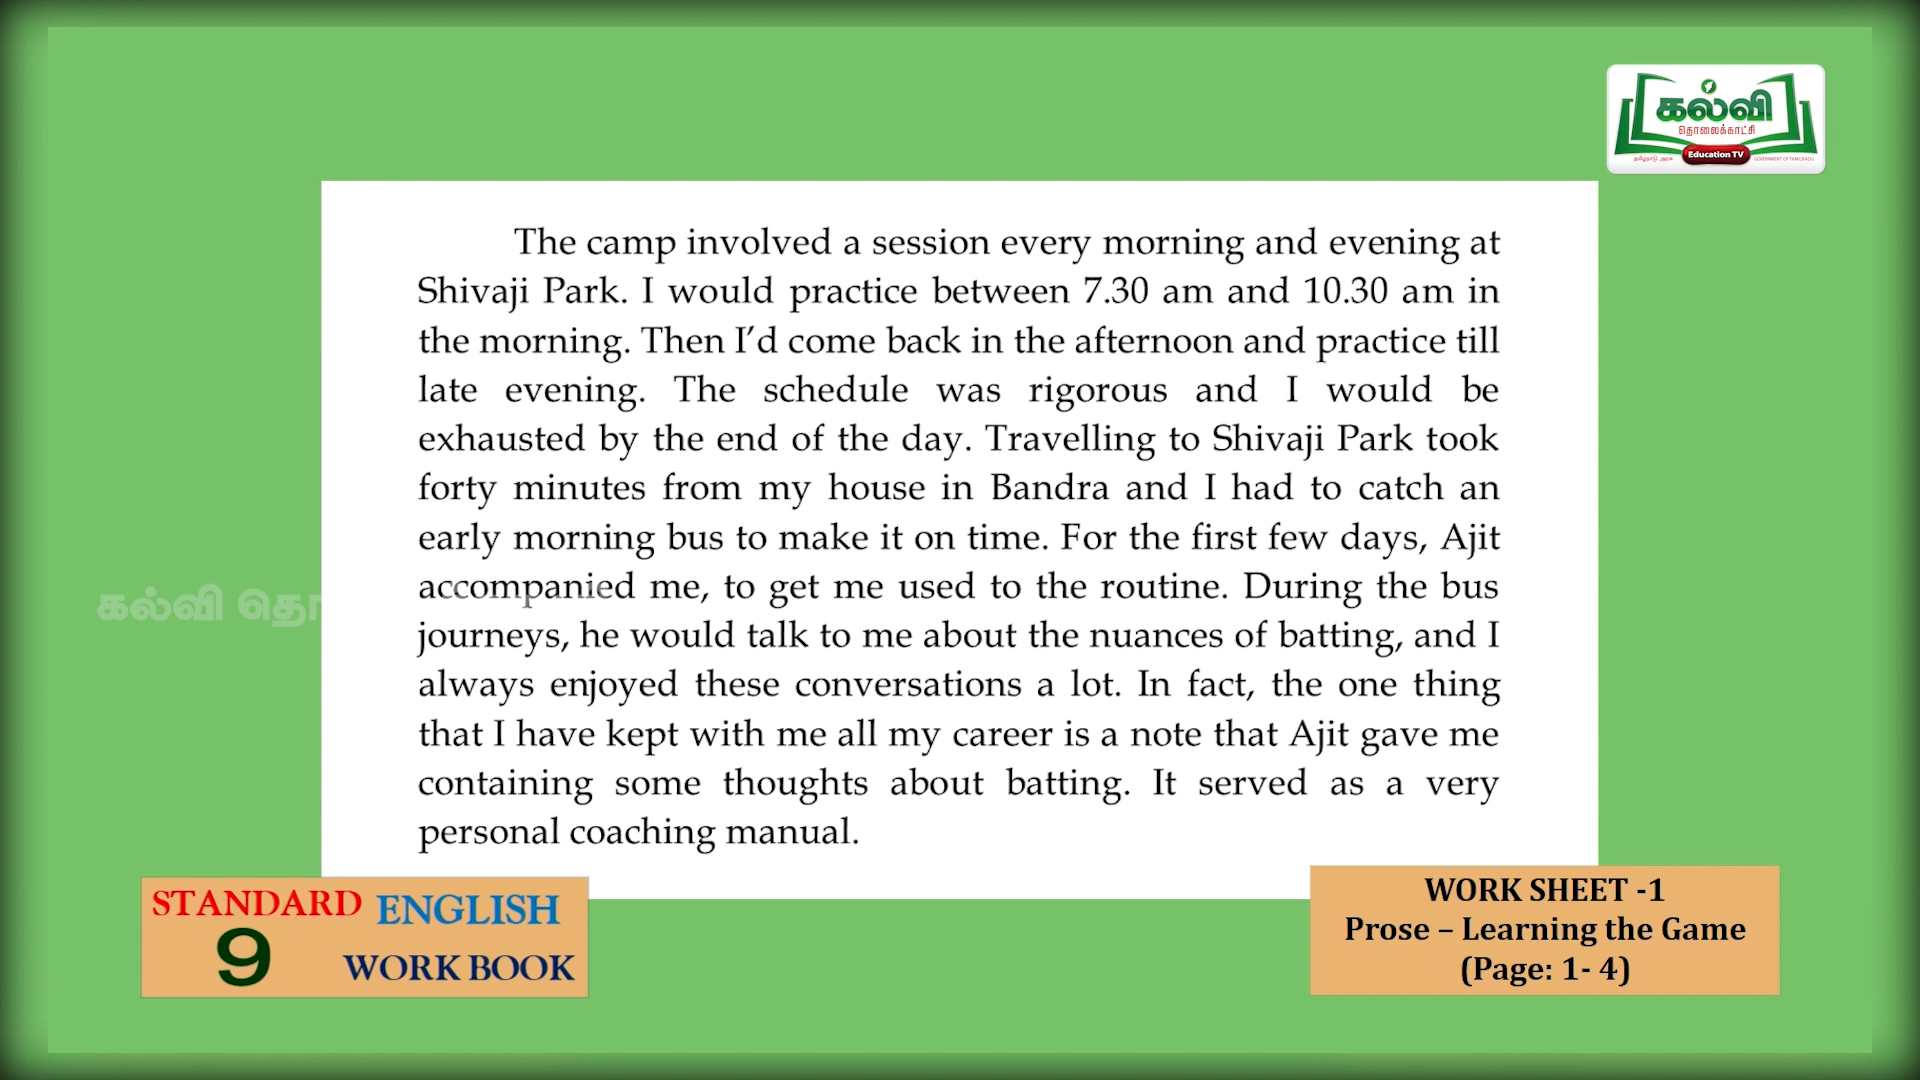 கல்வி
தொலைக்காட்சி
Education TV
தமிழ்நாடு அரசு
GOVERNMENT OF TAMILNADU
The camp involved a session every morning and evening at
Shivaji Park. I would practice between 7.30 am and 10.30 am in
the morning. Then I’d come back in the afternoon and practice till
late evening. The schedule was rigorous and I would be
exhausted by the end of the day. Travelling to Shivaji Park took
forty minutes from my house in Bandra and I had to catch an
early morning bus to make it on time. For the first few days, Ajit
accompanied me, to get me used to the routine. During the bus
journeys, he would talk to me about the nuances of batting, and I
always enjoyed these conversations a lot. In fact, the one thing
that I have kept with me all my career is a note that Ajit gave me
containing some thoughts about batting. It served as a very
personal coaching manual.
கல்வி
STANDARD ENGLISH
9 WORK BOOK
WORK SHEET -1
Prose – Learning the Game
(Page: 1- 4)